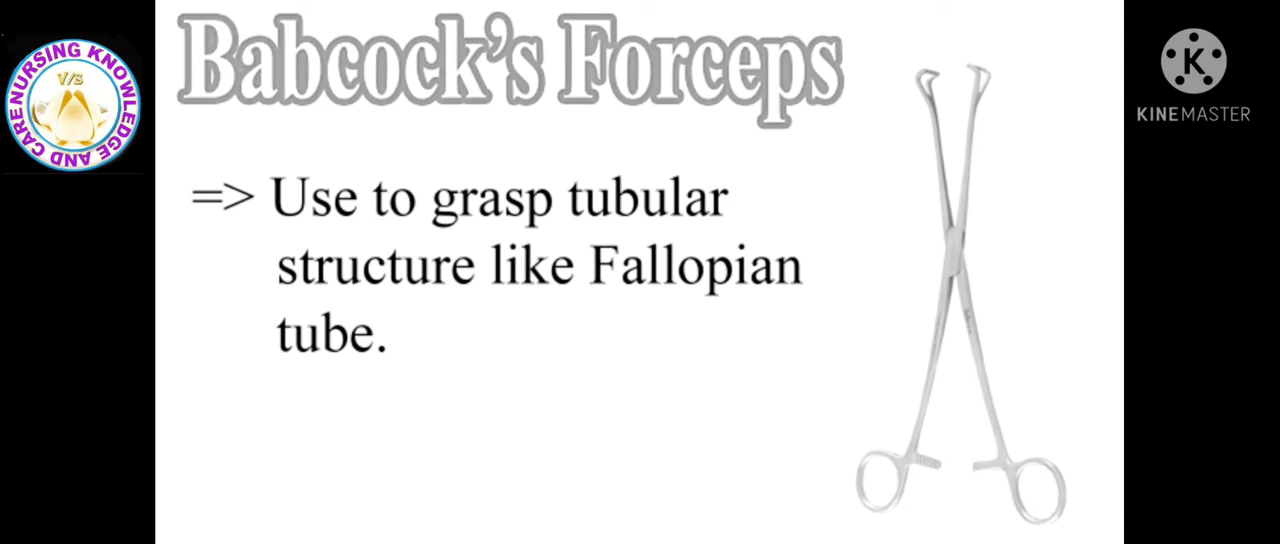 Babcock's Forceps
NURSING KNOWLEDGE AND CARE
V/S
K
KINEMASTER
=> Use to grasp tubular
structure like Fallopian
tube.